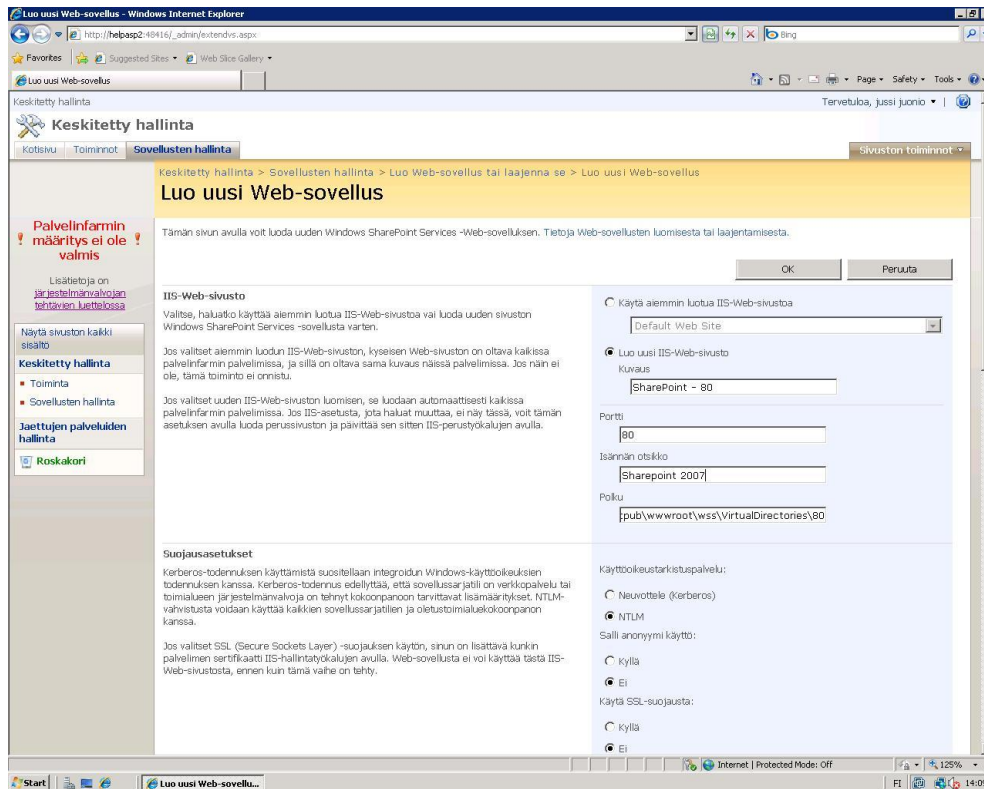 Luo uusi Web-sovellus - Windows Internet Explorer
http://helpasp2:48416/_admin/extendvs.aspx
Bing
Favorites Suggested Sites Web Slice Gallery
Luo uusi Web-sovellus
Page Safety Tools
Keskitetty hallinta
Tervetuloa, jussi juonio
Keskitetty hallinta
Kotisivu Toiminnot Sovellusten hallinta
Sivuston toiminnot
Keskitetty hallinta > Sovellusten hallinta > Luo Web-sovellus tai laajenna se > Luo uusi Web-sovellus
Luo uusi Web-sovellus
Palvelinfarmin
määritys ei ole
valmis
Lisätietoja on
järjestelmänvalvojan
tehtävien luettelossa
Näytä sivuston kaikki
sisältö
Keskitetty hallinta
Toiminta
Sovellusten hallinta
Jaettujen palveluiden
hallinta
Roskakori
Tämän sivun avulla voit luoda uuden Windows SharePoint Services -Web-sovelluksen. Tietoja Web-sovellusten luomisesta tai laajentamisesta.
OK
Peruuta
IIS-Web-sivusto
Valitse, haluatko käyttää aiemmin luotua IIS-Web-sivustoa vai luoda uuden sivuston
Windows SharePoint Services -sovellusta varten.
Jos valitset aiemmin luodun IIS-Web-sivuston, kyseisen Web-sivuston on oltava kaikissa
palvelinfarmin palvelimissa, ja sillä on oltava sama kuvaus näissä palvelimissa. Jos näin ei
ole, tämä toiminto ei onnistu.
Jos valitset uuden IIS-Web-sivuston luomisen, se luodaan automaattisesti kaikissa
palvelinfarmin palvelimissa. Jos IIS-asetusta, jota haluat muuttaa, ei näy tässä, voit tämän
asetuksen avulla luoda perussivuston ja päivittää sen sitten IIS-perustyökalujen avulla.
Käytä aiemmin luotua IIS-Web-sivustoa
Default Web Site
Luo uusi IIS-Web-sivusto
Kuvaus
SharePoint - 80
Portti
80
Isännän otsikko
Sharepoint 2007
Polku
:pub\wwwroot\wss\VirtualDirectories\80
Suojausasetukset
Kerberos-todennuksen käyttämistä suositellaan integroidun Windows-käyttöoikeuksien
todennuksen kanssa. Kerberos-todennus edellyttää, että sovellussarjatili on verkkopalvelu tai
toimialueen järjestelmänvalvoja on tehnyt kokoonpanoon tarvittavat lisämääritykset. NTLM-
vahvistusta voidaan käyttää kaikkien sovellussarjatilien ja oletustoimialuekokoonpanon
kanssa.
Jos valitset SSL (Secure Sockets Layer) -suojauksen käytön, sinun on lisättävä kunkin
palvelimen sertifikaatti IIS-hallintatyökalujen avulla. Web-sovellusta ei voi käyttää tästä IIS-
Web-sivustosta, ennen kuin tämä vaihe on tehty.
Käyttöoikeustarkistuspalvelu:
Neuvottele (Kerberos)
NTLM
Salli anonyymi käyttö:
Kyllä
Ei
Käytä SSL-suojausta:
Kyllä
Ei
Internet | Protected Mode: Off
125%
Start
Luo uusi Web-sovellu...
FI